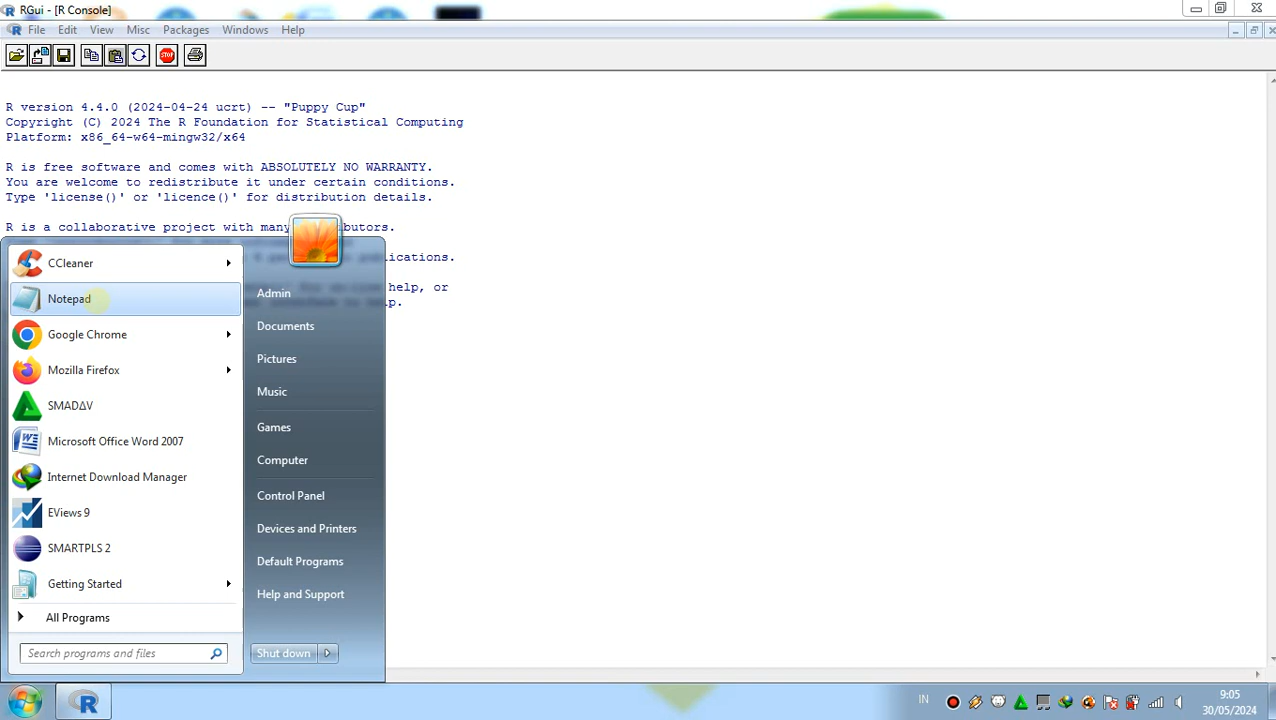 RGui - [R Console]
File Edit View Misc Packages Windows Help
STOP
R version 4.4.0 (2024-04-24 ucrt) -- "Puppy Cup"
Copyright (C) 2024 The R Foundation for Statistical Computing
Platform: x86_64-w64-mingw32/x64
R is free software and comes with ABSOLUTELY NO WARRANTY.
You are welcome to redistribute it under certain conditions.
Type 'license()' or 'licence()' for distribution details.
R is a collaborative project with many butors.
publications.
help, or
CCleaner
Notepad
Google Chrome
Mozilla Firefox
SMADΔV
Microsoft Office Word 2007
Internet Download Manager
EViews 9
SMARTPLS 2
Getting Started
All Programs
Search programs and files
Admin
Documents
Pictures
Music
Games
Computer
Control Panel
Devices and Printers
Default Programs
Help and Support
Shut down
IN
9:05
30/05/2024